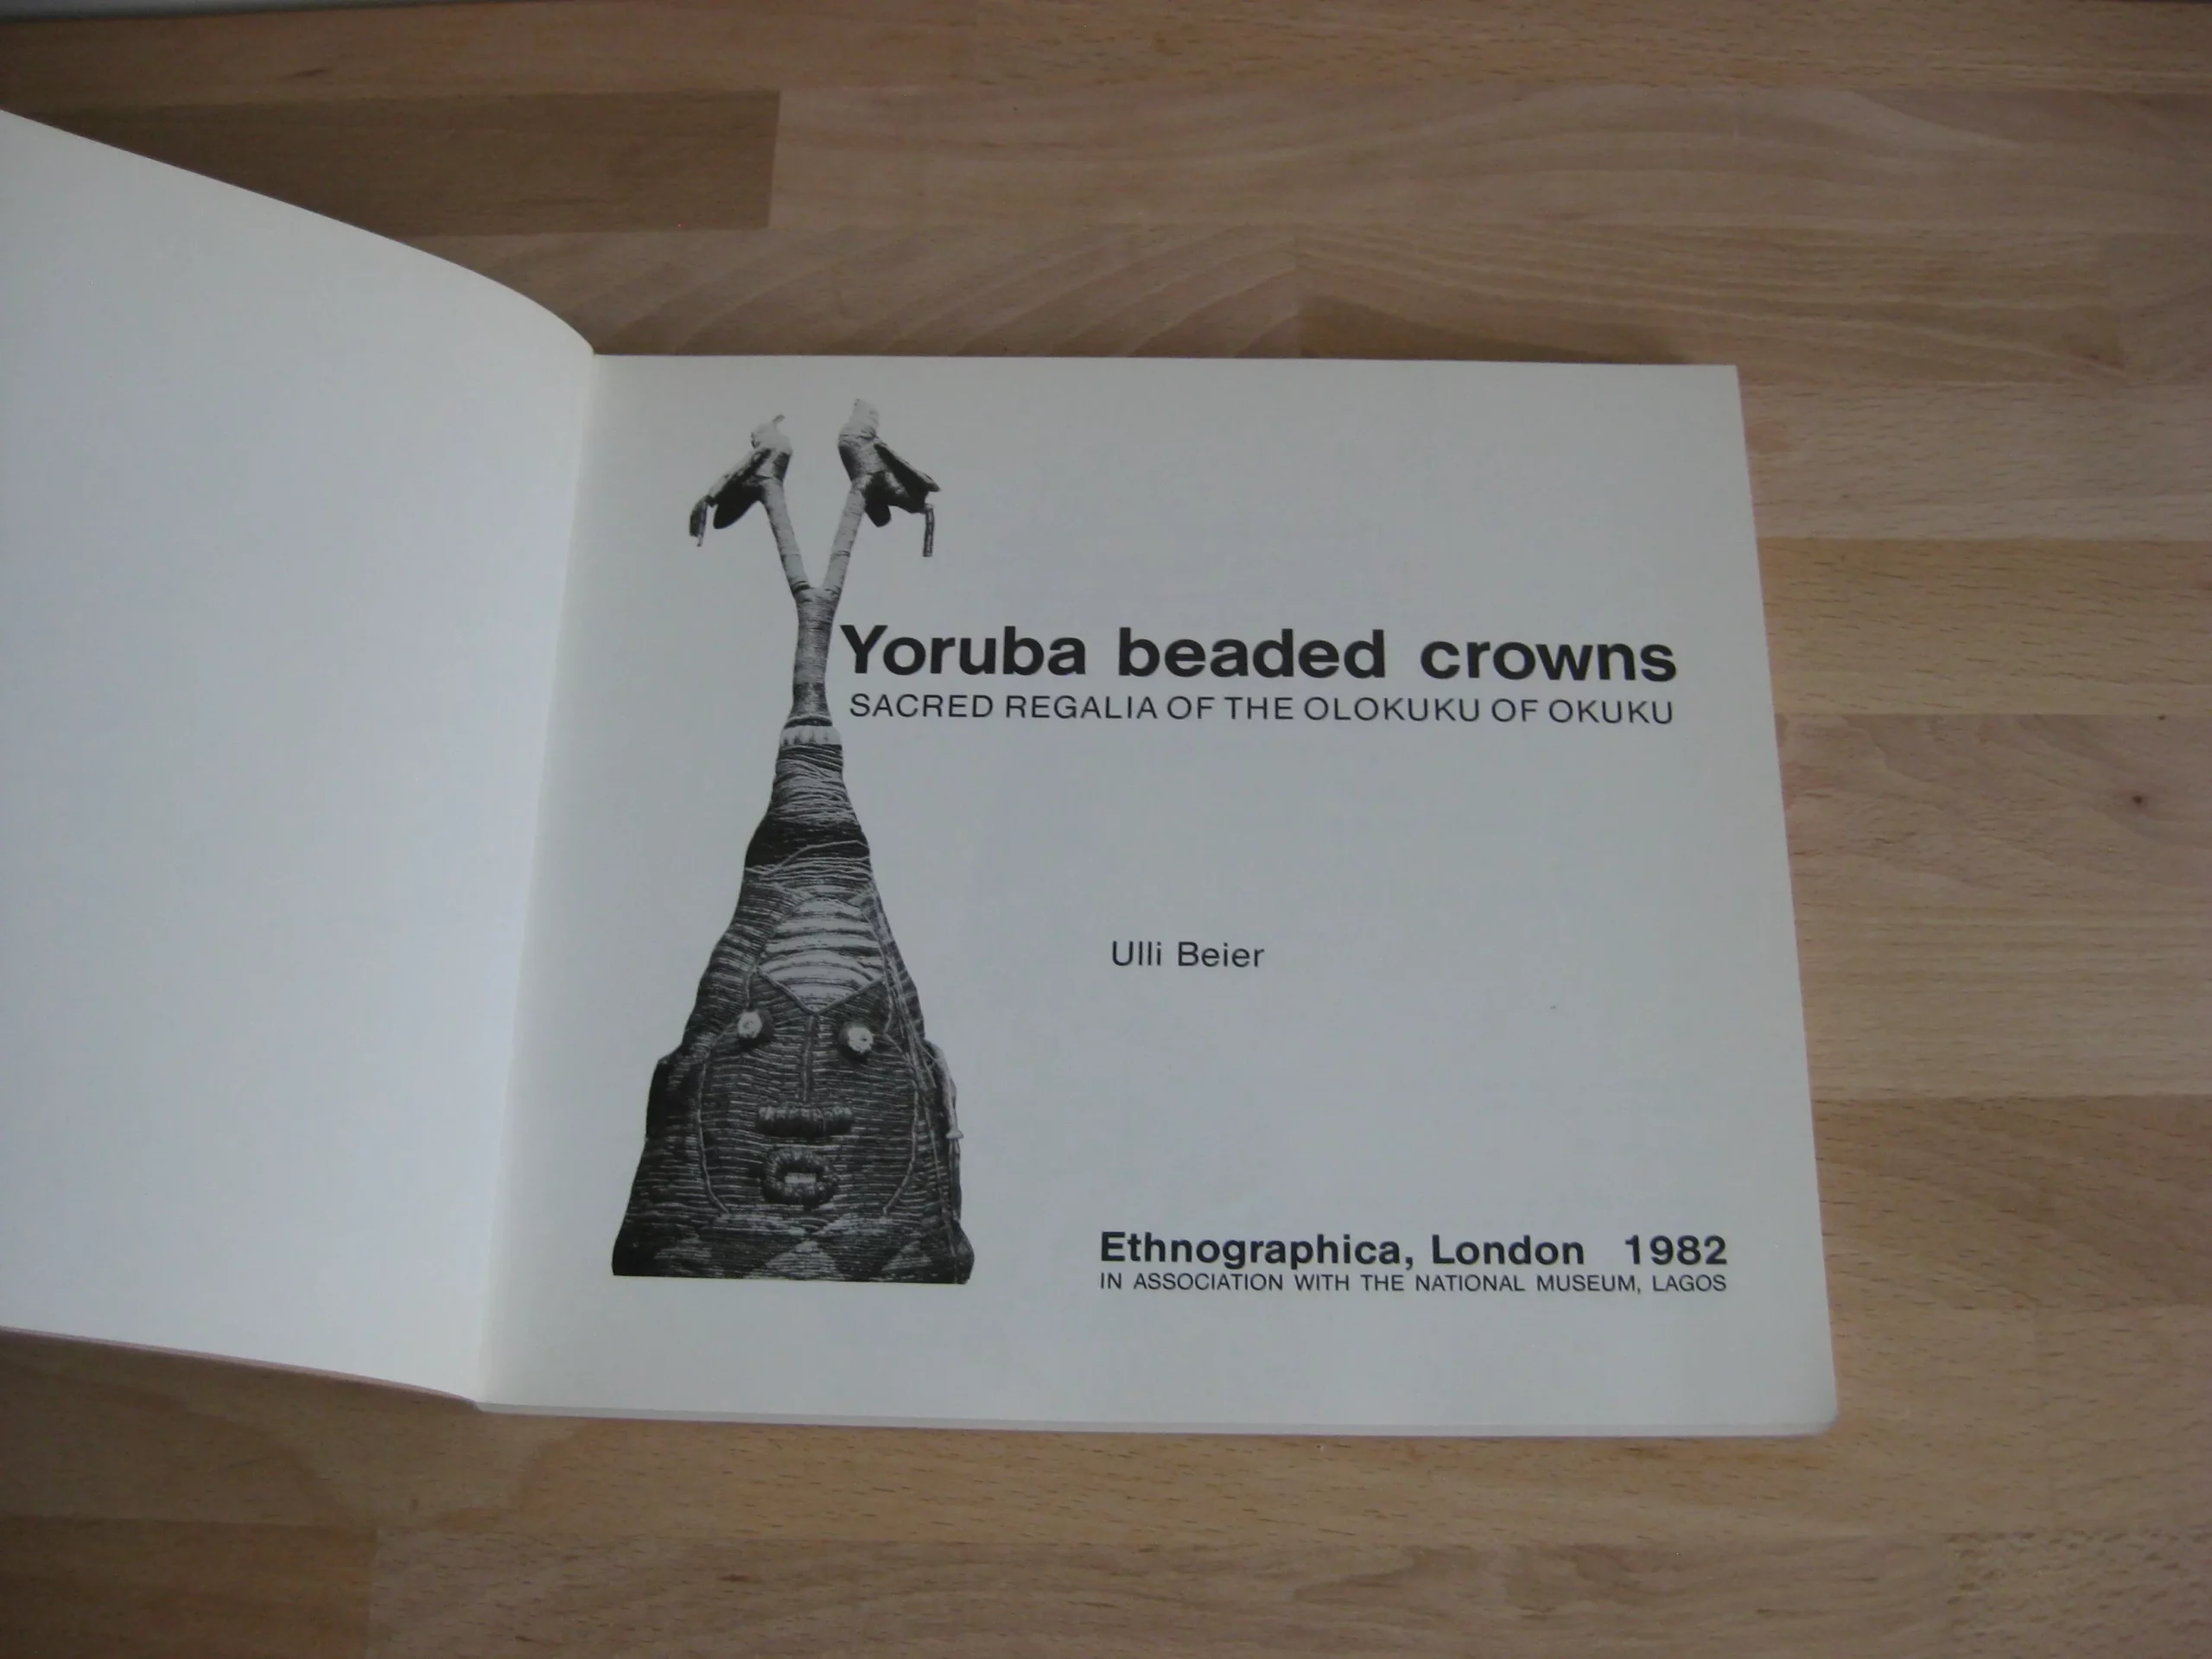 Yoruba beaded crowns
SACRED REGALIA OF THE OLOKUKU OF OKUKU
Ulli Beier
Ethnographica, London 1982
IN ASSOCIATION WITH THE NATIONAL MUSEUM, LAGOS